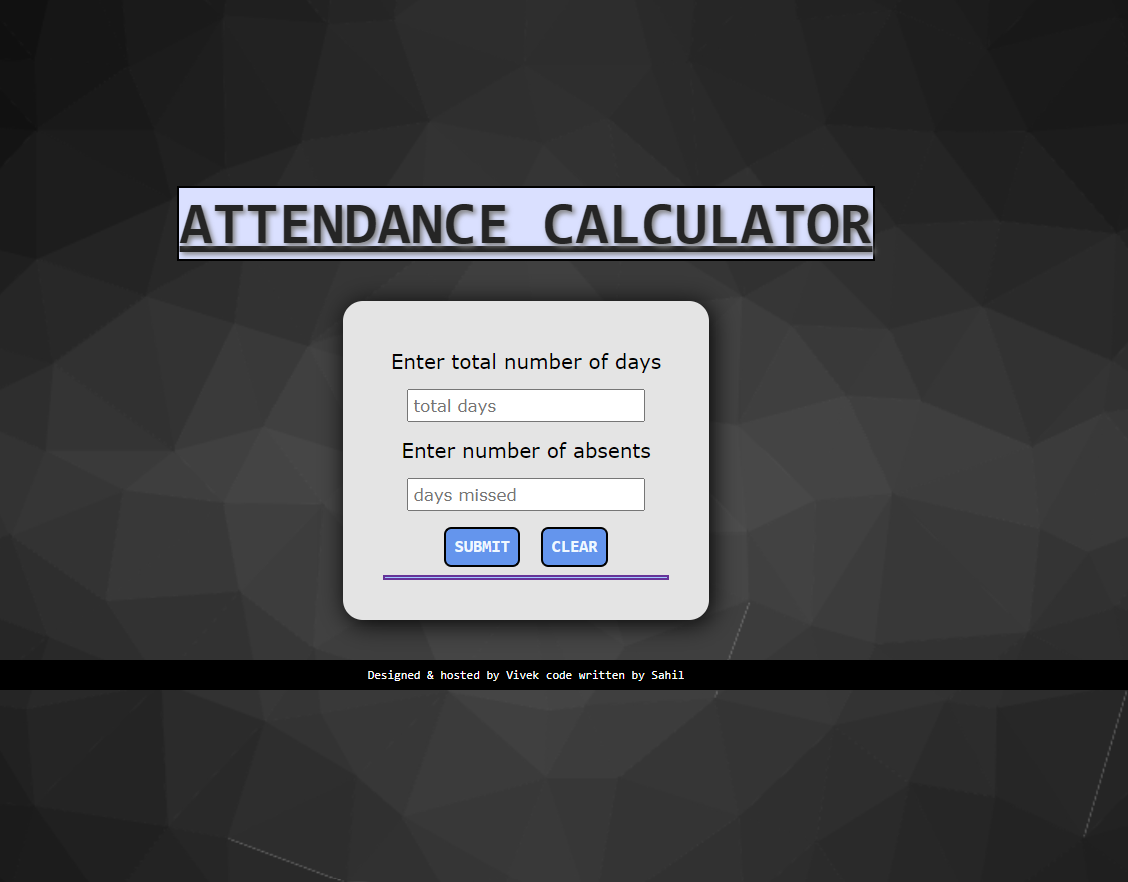 ATTENDANCE CALCULATOR
Enter total number of days
total days
Enter number of absents
days missed
SUBMIT CLEAR
Designed & hosted by Vivek code written by Sahil